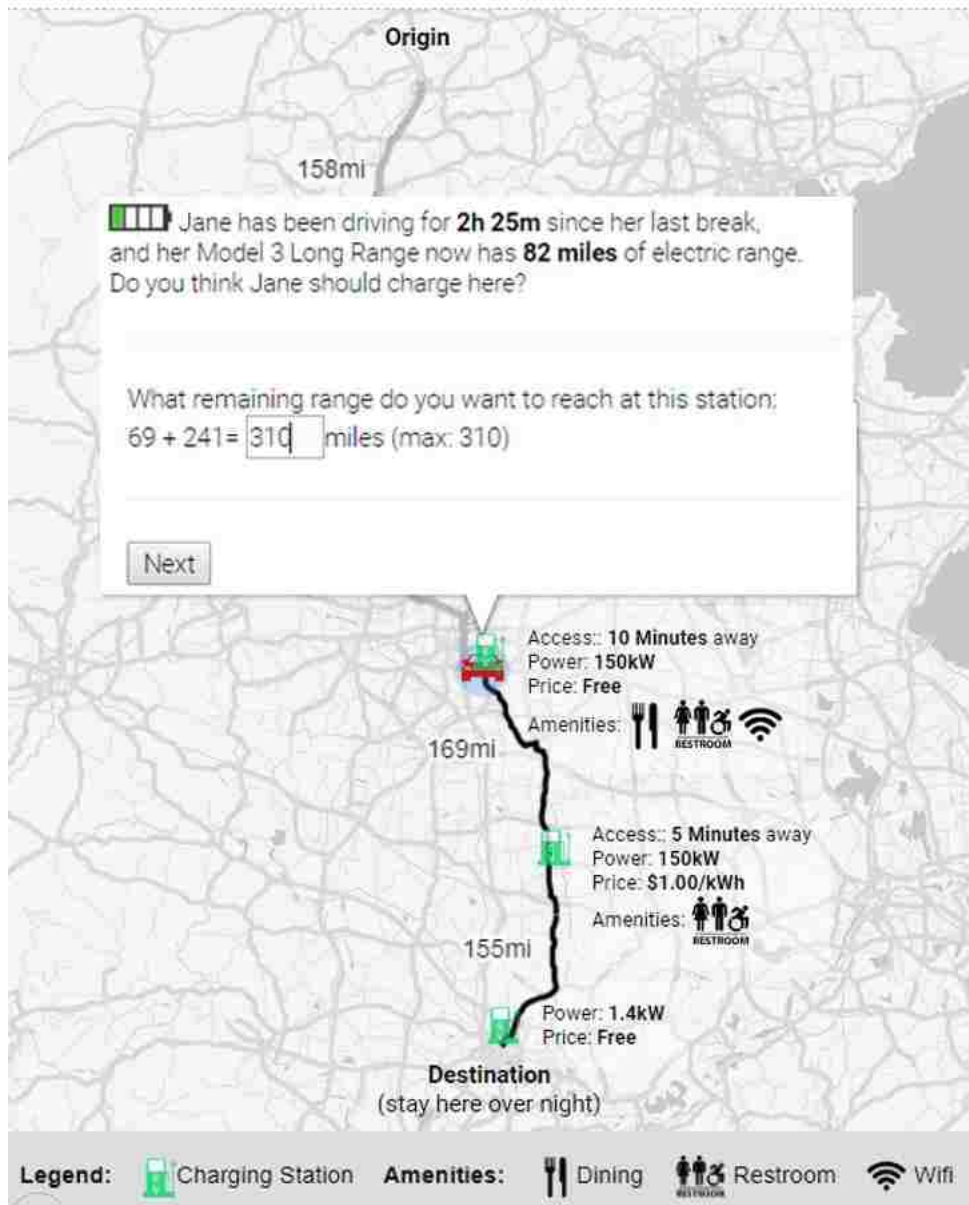 Origin
158mi
Jane has been driving for 2h 25m since her last break,
and her Model 3 Long Range now has 82 miles of electric range.
Do you think Jane should charge here?
What remaining range do you want to reach at this station:
69 + 241= 310 miles (max: 310)
Next
Access:: 10 Minutes away
Power: 150kW
Price: Free
Amenities:
RESTROOM
169mi
Access:: 5 Minutes away
Power: 150kW
Price: $1.00/kWh
Amenities:
RESTROOM
155mi
Power: 1.4kW
Price: Free
Destination
(stay here over night)
Legend: Charging Station Amenities: Dining RESTROOM Restroom Wifi